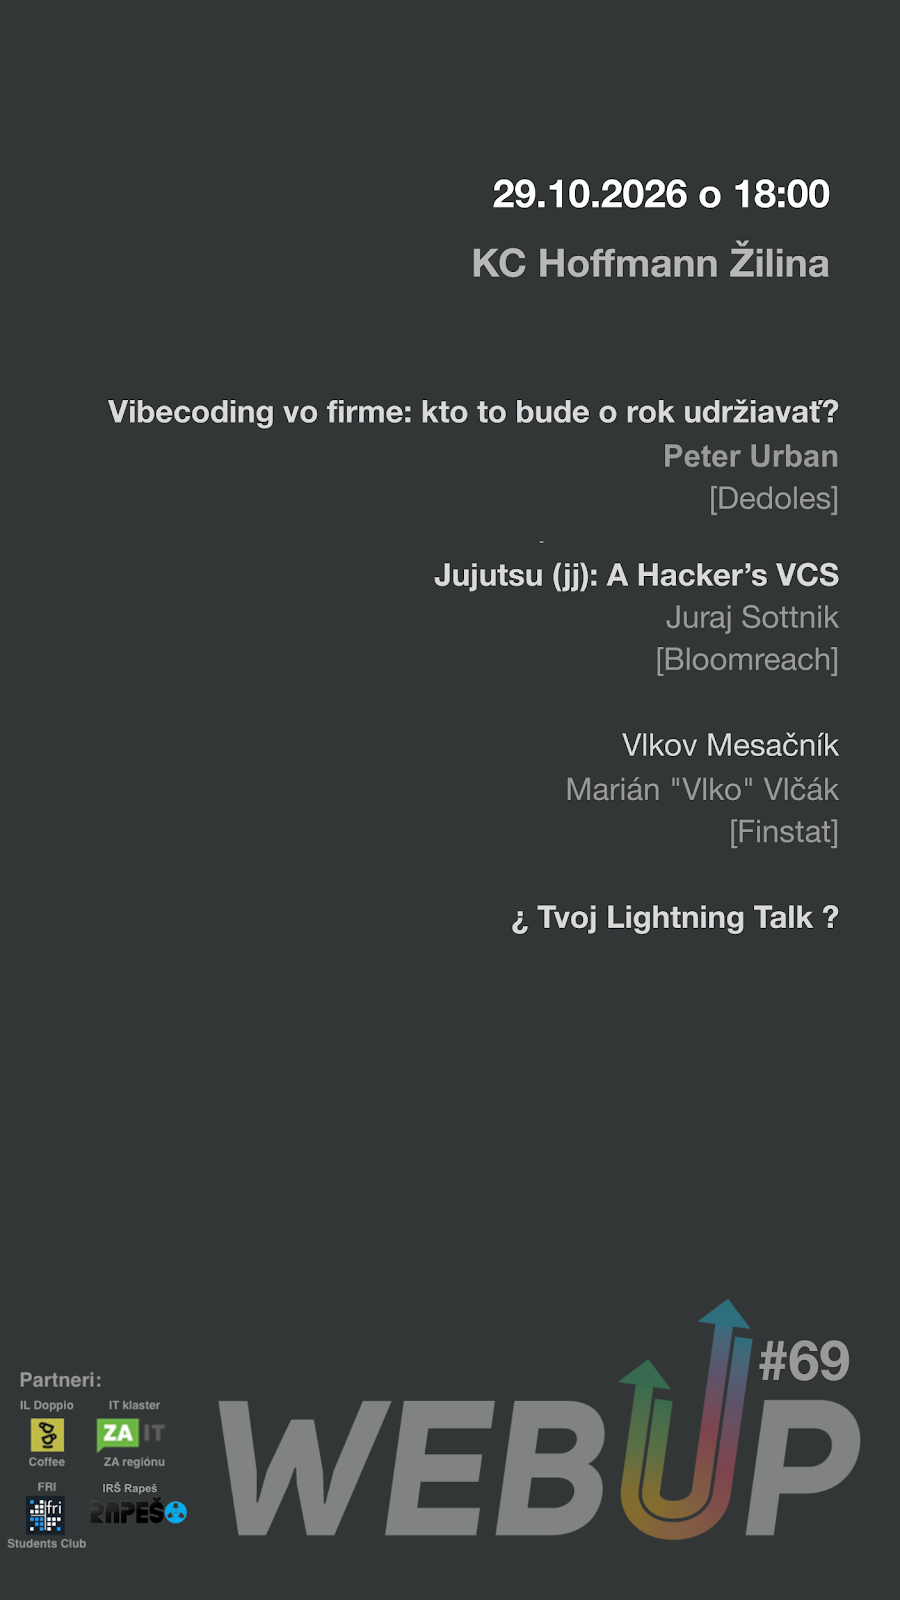 29.10.2026 o 18:00
KC Hoffmann Žilina
Vibecoding vo firme: kto to bude o rok udržiavať?
Peter Urban
[Dedoles]
Jujutsu (jj): A Hacker’s VCS
Juraj Sottnik
[Bloomreach]
Vlkov Mesačník
Marián "Vlko" Vlčák
[Finstat]
¿ Tvoj Lightning Talk ?
Partneri:
IL Doppio
Coffee
IT klaster
ZA IT
ZA regiónu
FRI
fri
Students Club
IRŠ Rapeš
RAPEŠ
WEBUP
#69